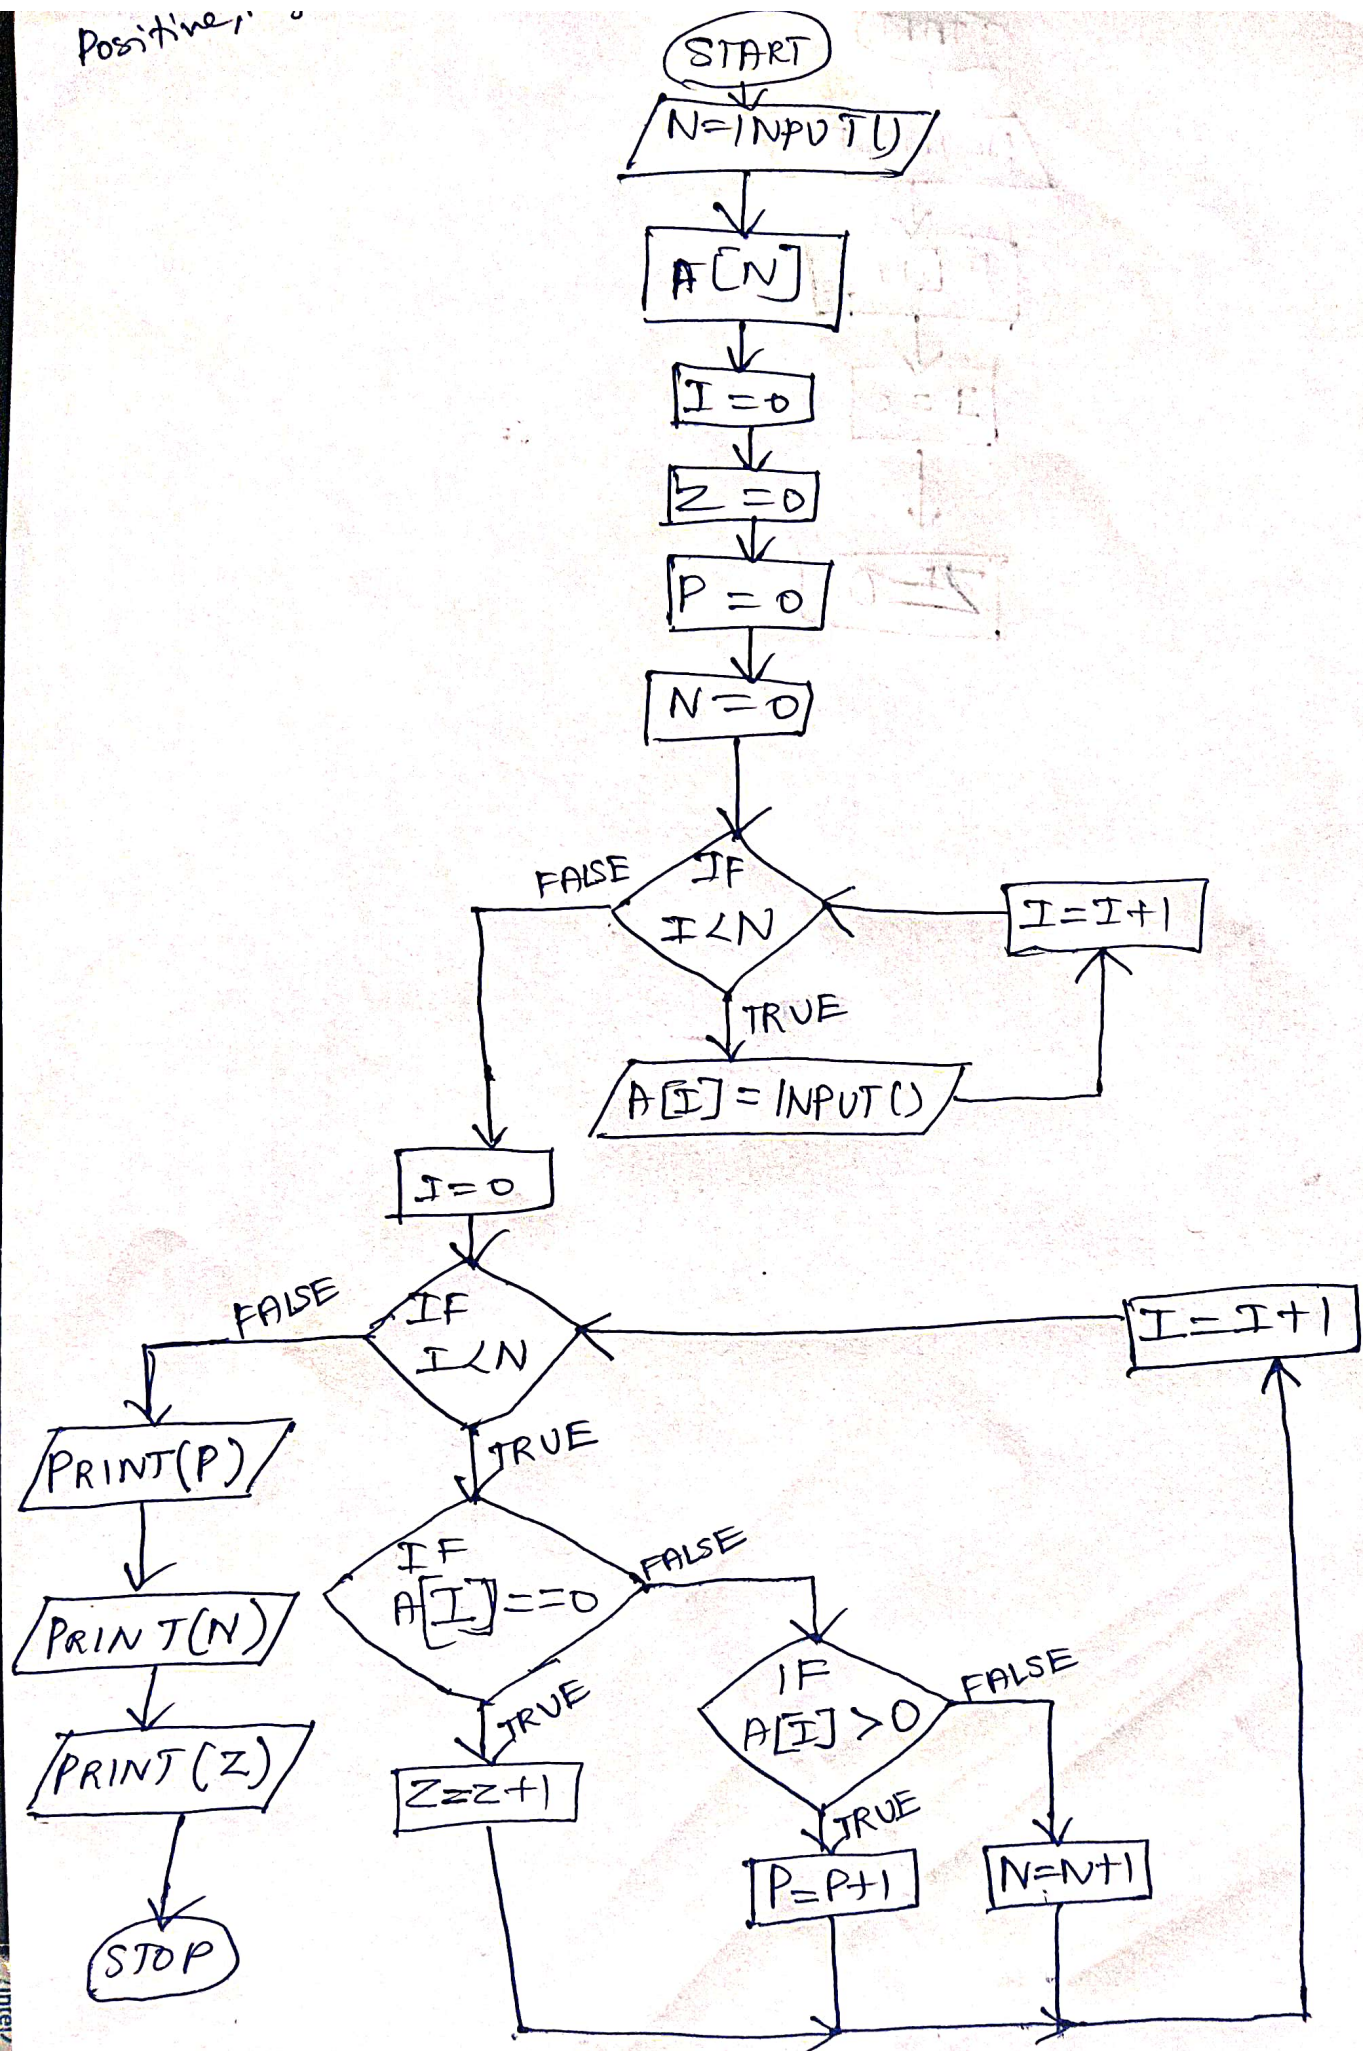 Positive,
START
N=INPUT()
A[N]
I=0
Z=0
P=0
N=0
IF
I<N
FALSE
TRUE
I=I+1
A[I]=INPUT()
I=0
IF
I<N
FALSE
TRUE
I=I+1
PRINT(P)
PRINT(N)
PRINT(Z)
STOP
IF
A[I]==0
FALSE
TRUE
Z=Z+1
IF
A[I]>0
FALSE
TRUE
P=P+1
N=N+1